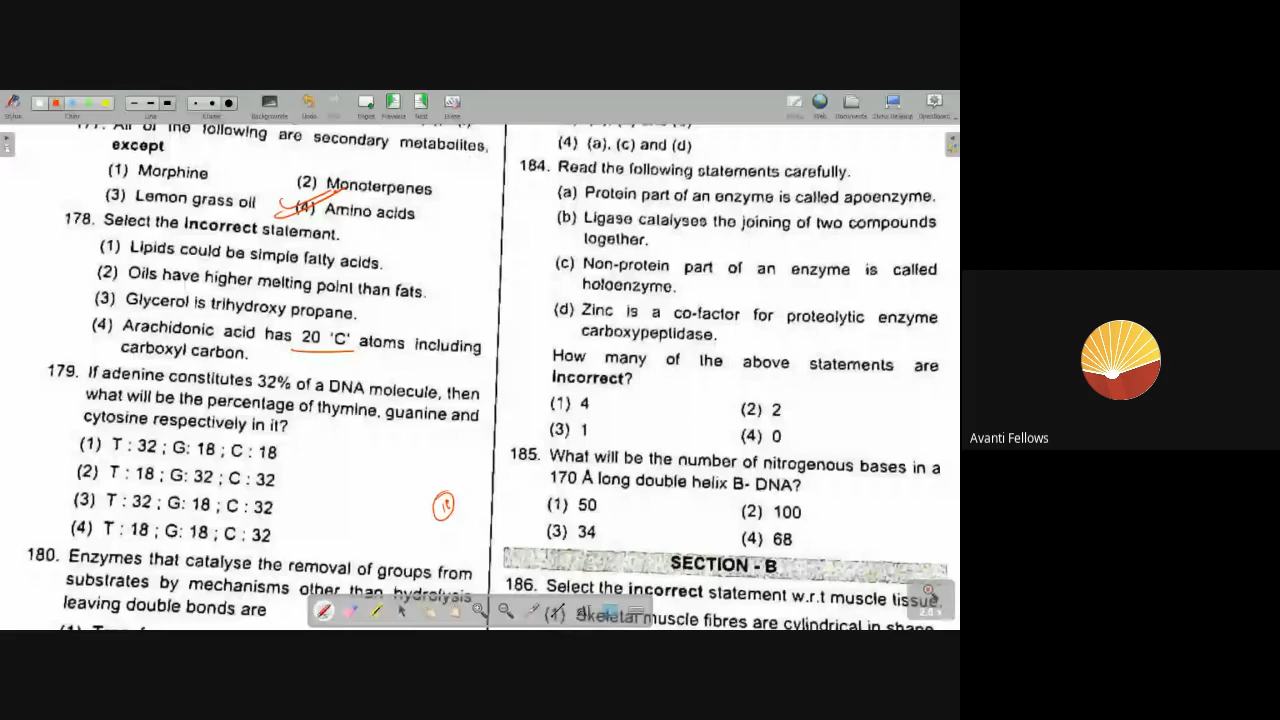 177. All of the following are secondary metabolites,
except
(1) Morphine
(2) Monoterpenes
(3) Lemon grass oil
(4) Amino acids
178. Select the incorrect statement.
(1) Lipids could be simple fatty acids.
(2) Oils have higher melting point than fats.
(3) Glycerol is trihydroxy propane.
(4) Arachidonic acid has 20 'C' atoms including
carboxyl carbon.
179. If adenine constitutes 32% of a DNA molecule, then
what will be the percentage of thymine, guanine and
cytosine respectively in it?
(1) T : 32 ; G: 18 ; C : 18
(2) T : 18 ; G: 32 ; C : 32
(3) T : 32 ; G: 18 ; C : 32
(4) T : 18 ; G: 18 ; C : 32
18
180. Enzymes that catalyse the removal of groups from
substrates by mechanisms other than hydrolysis
leaving double bonds are
(4) (a), (c) and (d)
184. Read the following statements carefully.
(a) Protein part of an enzyme is called apoenzyme.
(b) Ligase catalyses the joining of two compounds
together.
(c) Non-protein part of an enzyme is called
holoenzyme.
(d) Zinc is a co-factor for proteolytic enzyme
carboxypeptidase.
How many of the above statements are
incorrect?
(1) 4
(2) 2
(3) 1
(4) 0
185. What will be the number of nitrogenous bases in a
170 Å long double helix B- DNA?
(1) 50
(2) 100
(3) 34
(4) 68
SECTION - B
186. Select the incorrect statement w.r.t muscle tissue.
(1) Skeletal muscle fibres are cylindrical in shape
Avanti Fellows